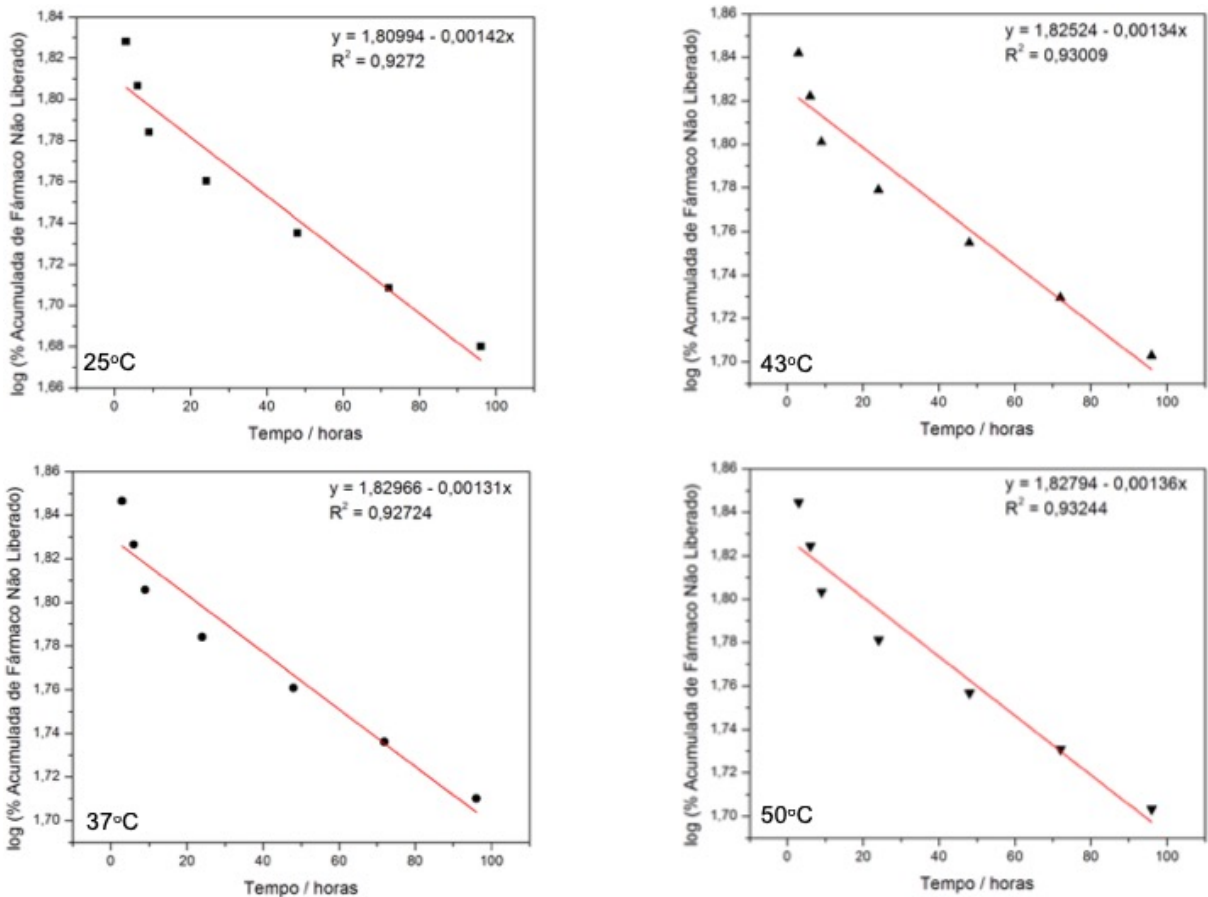 log (% Acumulada de Fármaco Não Liberado)
1,84
1,82
1,80
1,78
1,76
1,74
1,72
1,70
1,68
1,66
y = 1,80994 - 0,00142x
R² = 0,9272
25°C
0 20 40 60 80 100
Tempo / horas
log (% Acumulada de Fármaco Não Liberado)
1,86
1,84
1,82
1,80
1,78
1,76
1,74
1,72
1,70
y = 1,82524 - 0,00134x
R² = 0,93009
43°C
0 20 40 60 80 100
Tempo / horas
log (% Acumulada de Fármaco Não Liberado)
1,86
1,84
1,82
1,80
1,78
1,76
1,74
1,72
1,70
y = 1,82966 - 0,00131x
R² = 0,92724
37°C
0 20 40 60 80 100
Tempo / horas
log (% Acumulada de Fármaco Não Liberado)
1,86
1,84
1,82
1,80
1,78
1,76
1,74
1,72
1,70
y = 1,82794 - 0,00136x
R² = 0,93244
50°C
0 20 40 60 80 100
Tempo / horas